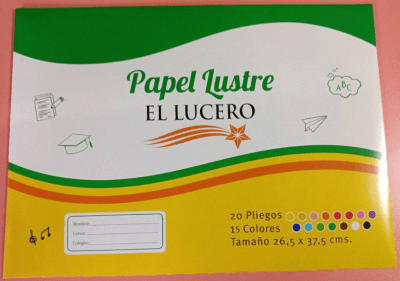 Papel Lustre
EL LUCERO
ABC
20 Pliegos
15 Colores
Tamaño 26,5 x 37,5 cms.
Nombre:
Curso:
Colegio: